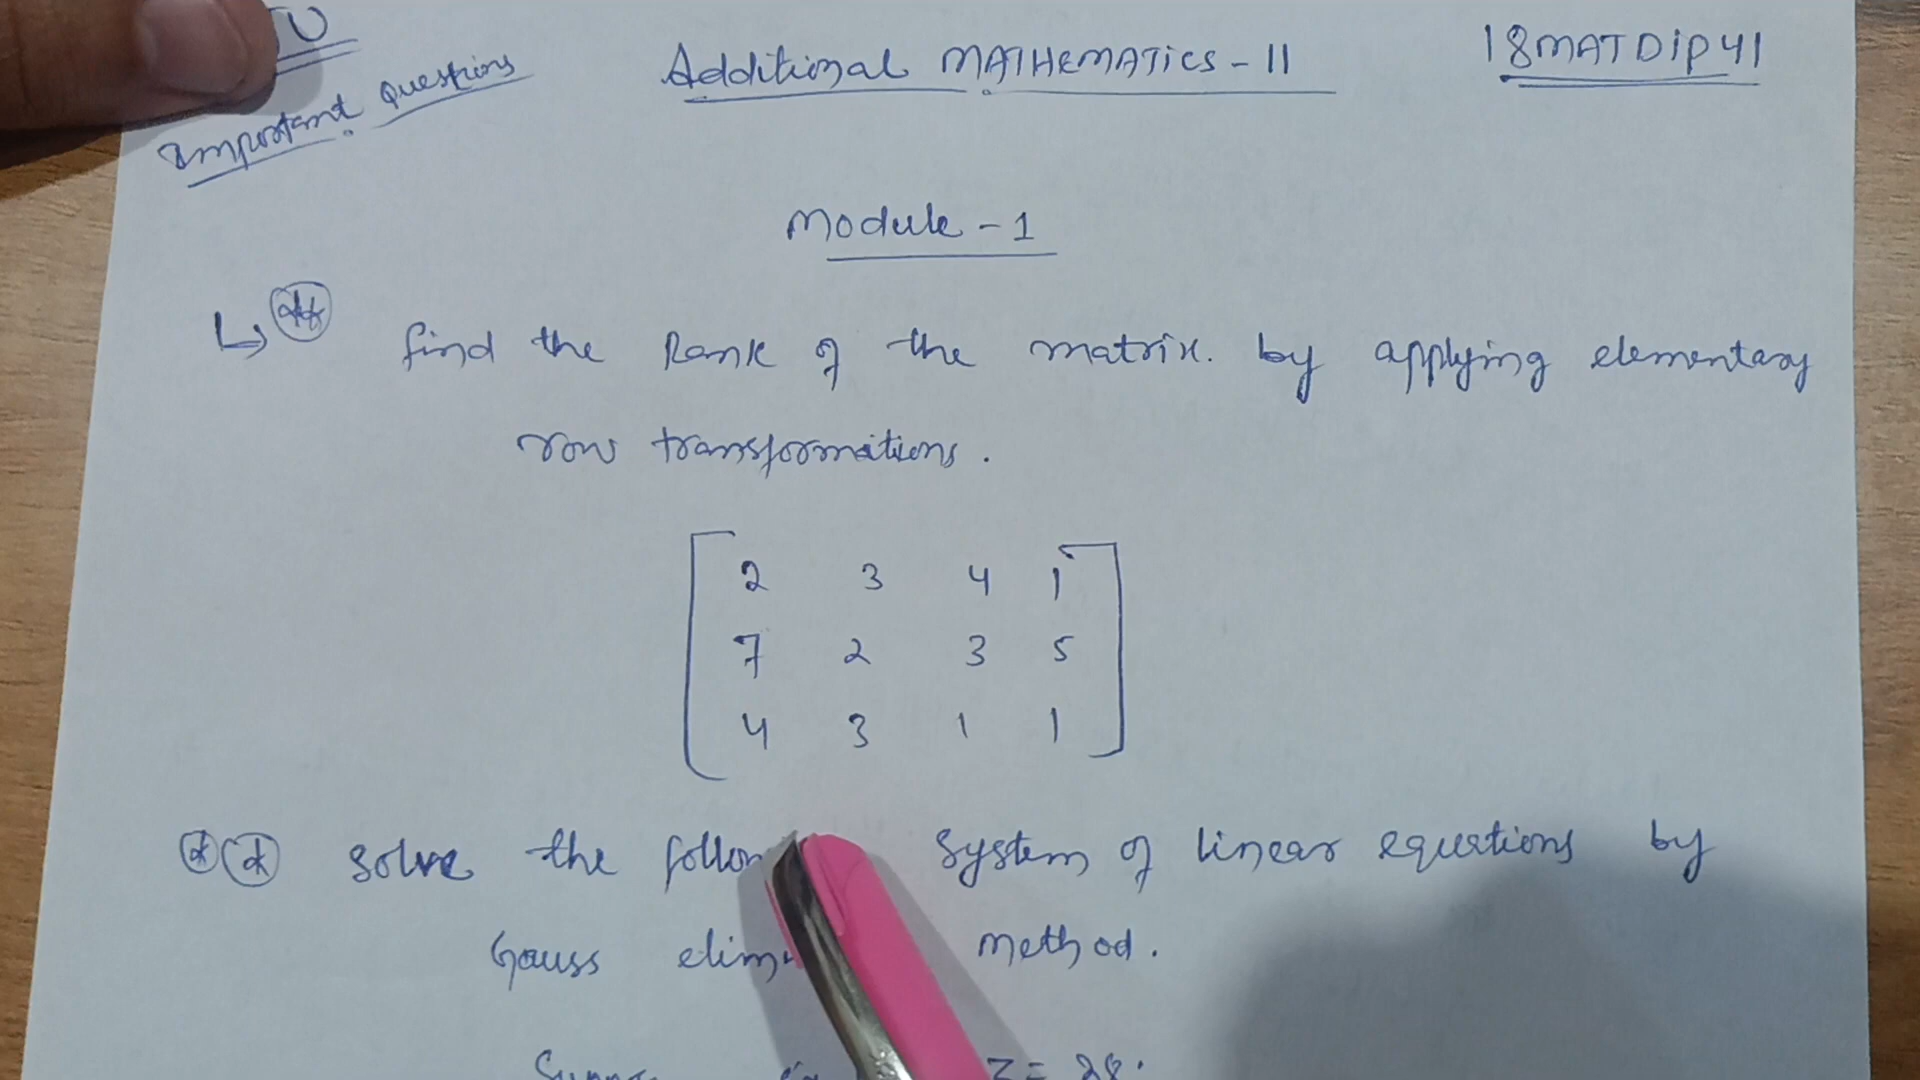 Important Questions
Additional MATHEMATICS - II
18MATDIP41
Module - 1
find the Rank of the matrix. by applying elementary
row transformations.
2 3 4 1
7 2 3 5
4 3 1 1
Solve the System of linear equations by
Gauss method.
Z = 28.